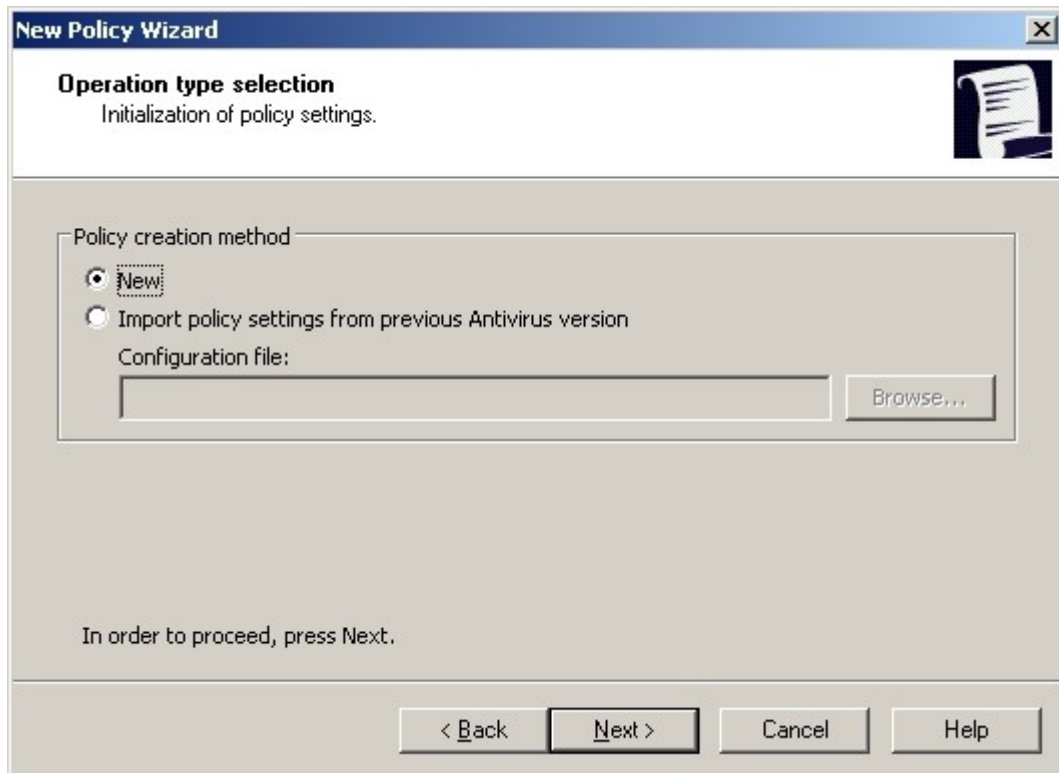 New Policy Wizard
Operation type selection
Initialization of policy settings.
Policy creation method
New
Import policy settings from previous Antivirus version
Configuration file:
Browse...
In order to proceed, press Next.
< Back
Next >
Cancel
Help